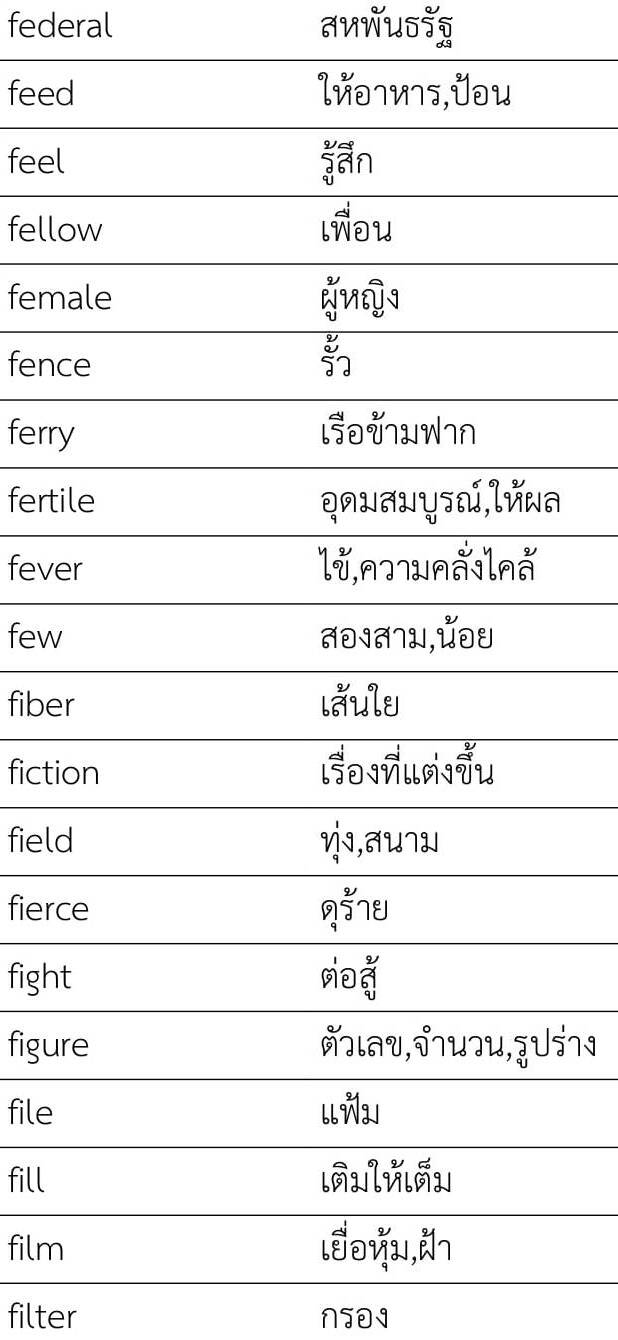 federal สหพันธรัฐ
feed ให้อาหาร,ป้อน
feel รู้สึก
fellow เพื่อน
female ผู้หญิง
fence รั้ว
ferry เรือข้ามฟาก
fertile อุดมสมบูรณ์,ให้ผล
fever ไข้,ความคลั่งไคล้
few สองสาม,น้อย
fiber เส้นใย
fiction เรื่องที่แต่งขึ้น
field ทุ่ง,สนาม
fierce ดุร้าย
fight ต่อสู้
figure ตัวเลข,จำนวน,รูปร่าง
file แฟ้ม
fill เติมให้เต็ม
film เยื่อหุ้ม,ฝ้า
filter กรอง